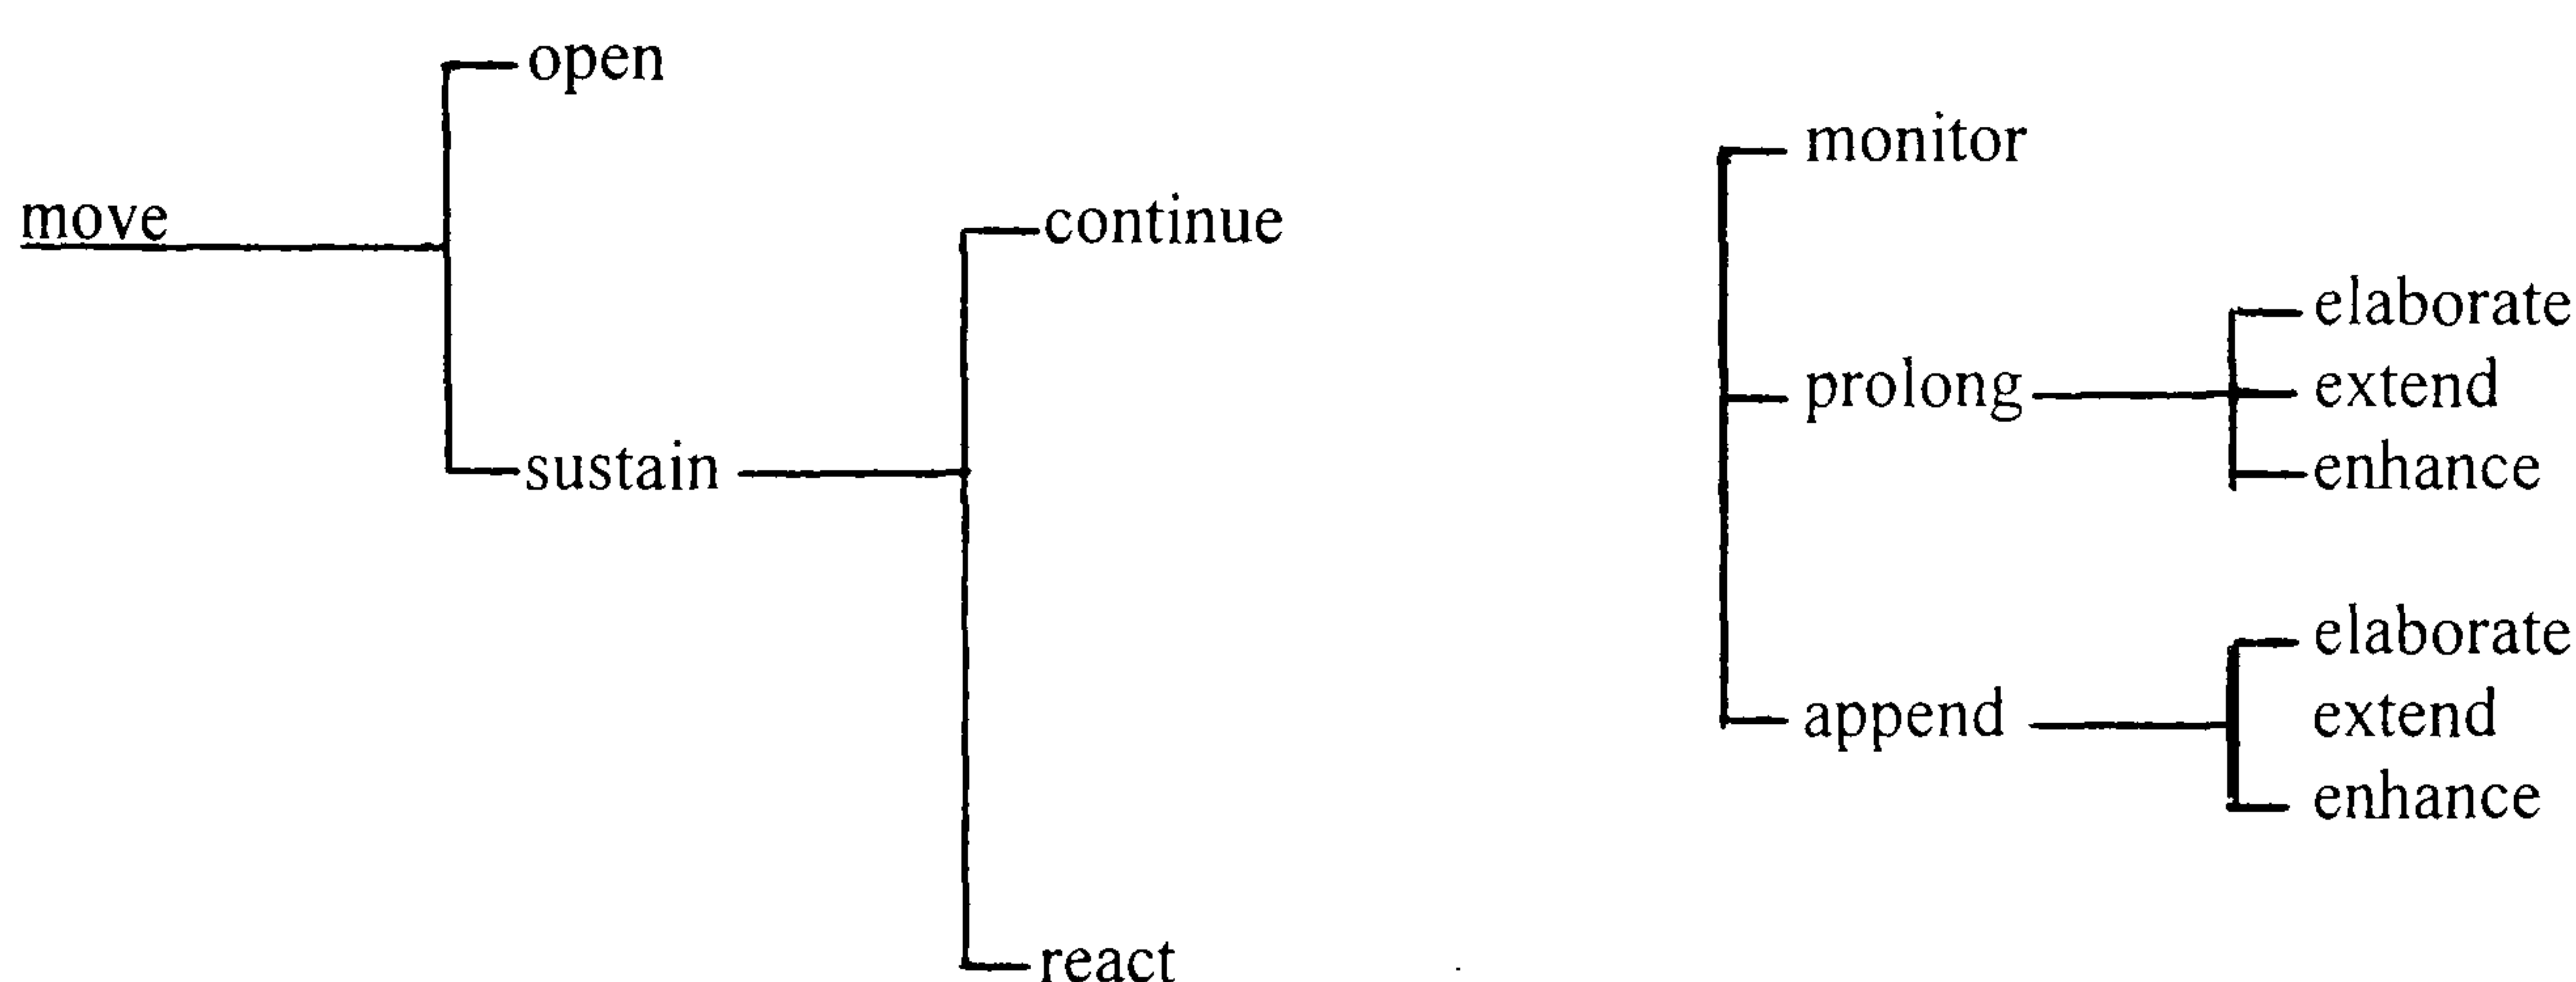 open
monitor
move
continue
elaborate
prolong
extend
sustain
enhance
elaborate
append
extend
enhance
react